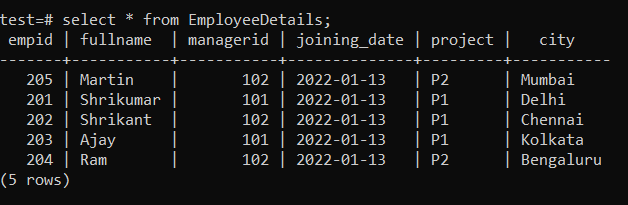 test=# select * from EmployeeDetails;
 empid | fullname  | managerid | joining_date | project |   city
-------+-----------+-----------+--------------+---------+-----------
   205 | Martin    |       102 | 2022-01-13   | P2      | Mumbai
   201 | Shrikumar |       101 | 2022-01-13   | P1      | Delhi
   202 | Shrikant  |       102 | 2022-01-13   | P1      | Chennai
   203 | Ajay      |       101 | 2022-01-13   | P1      | Kolkata
   204 | Ram       |       102 | 2022-01-13   | P2      | Bengaluru
(5 rows)